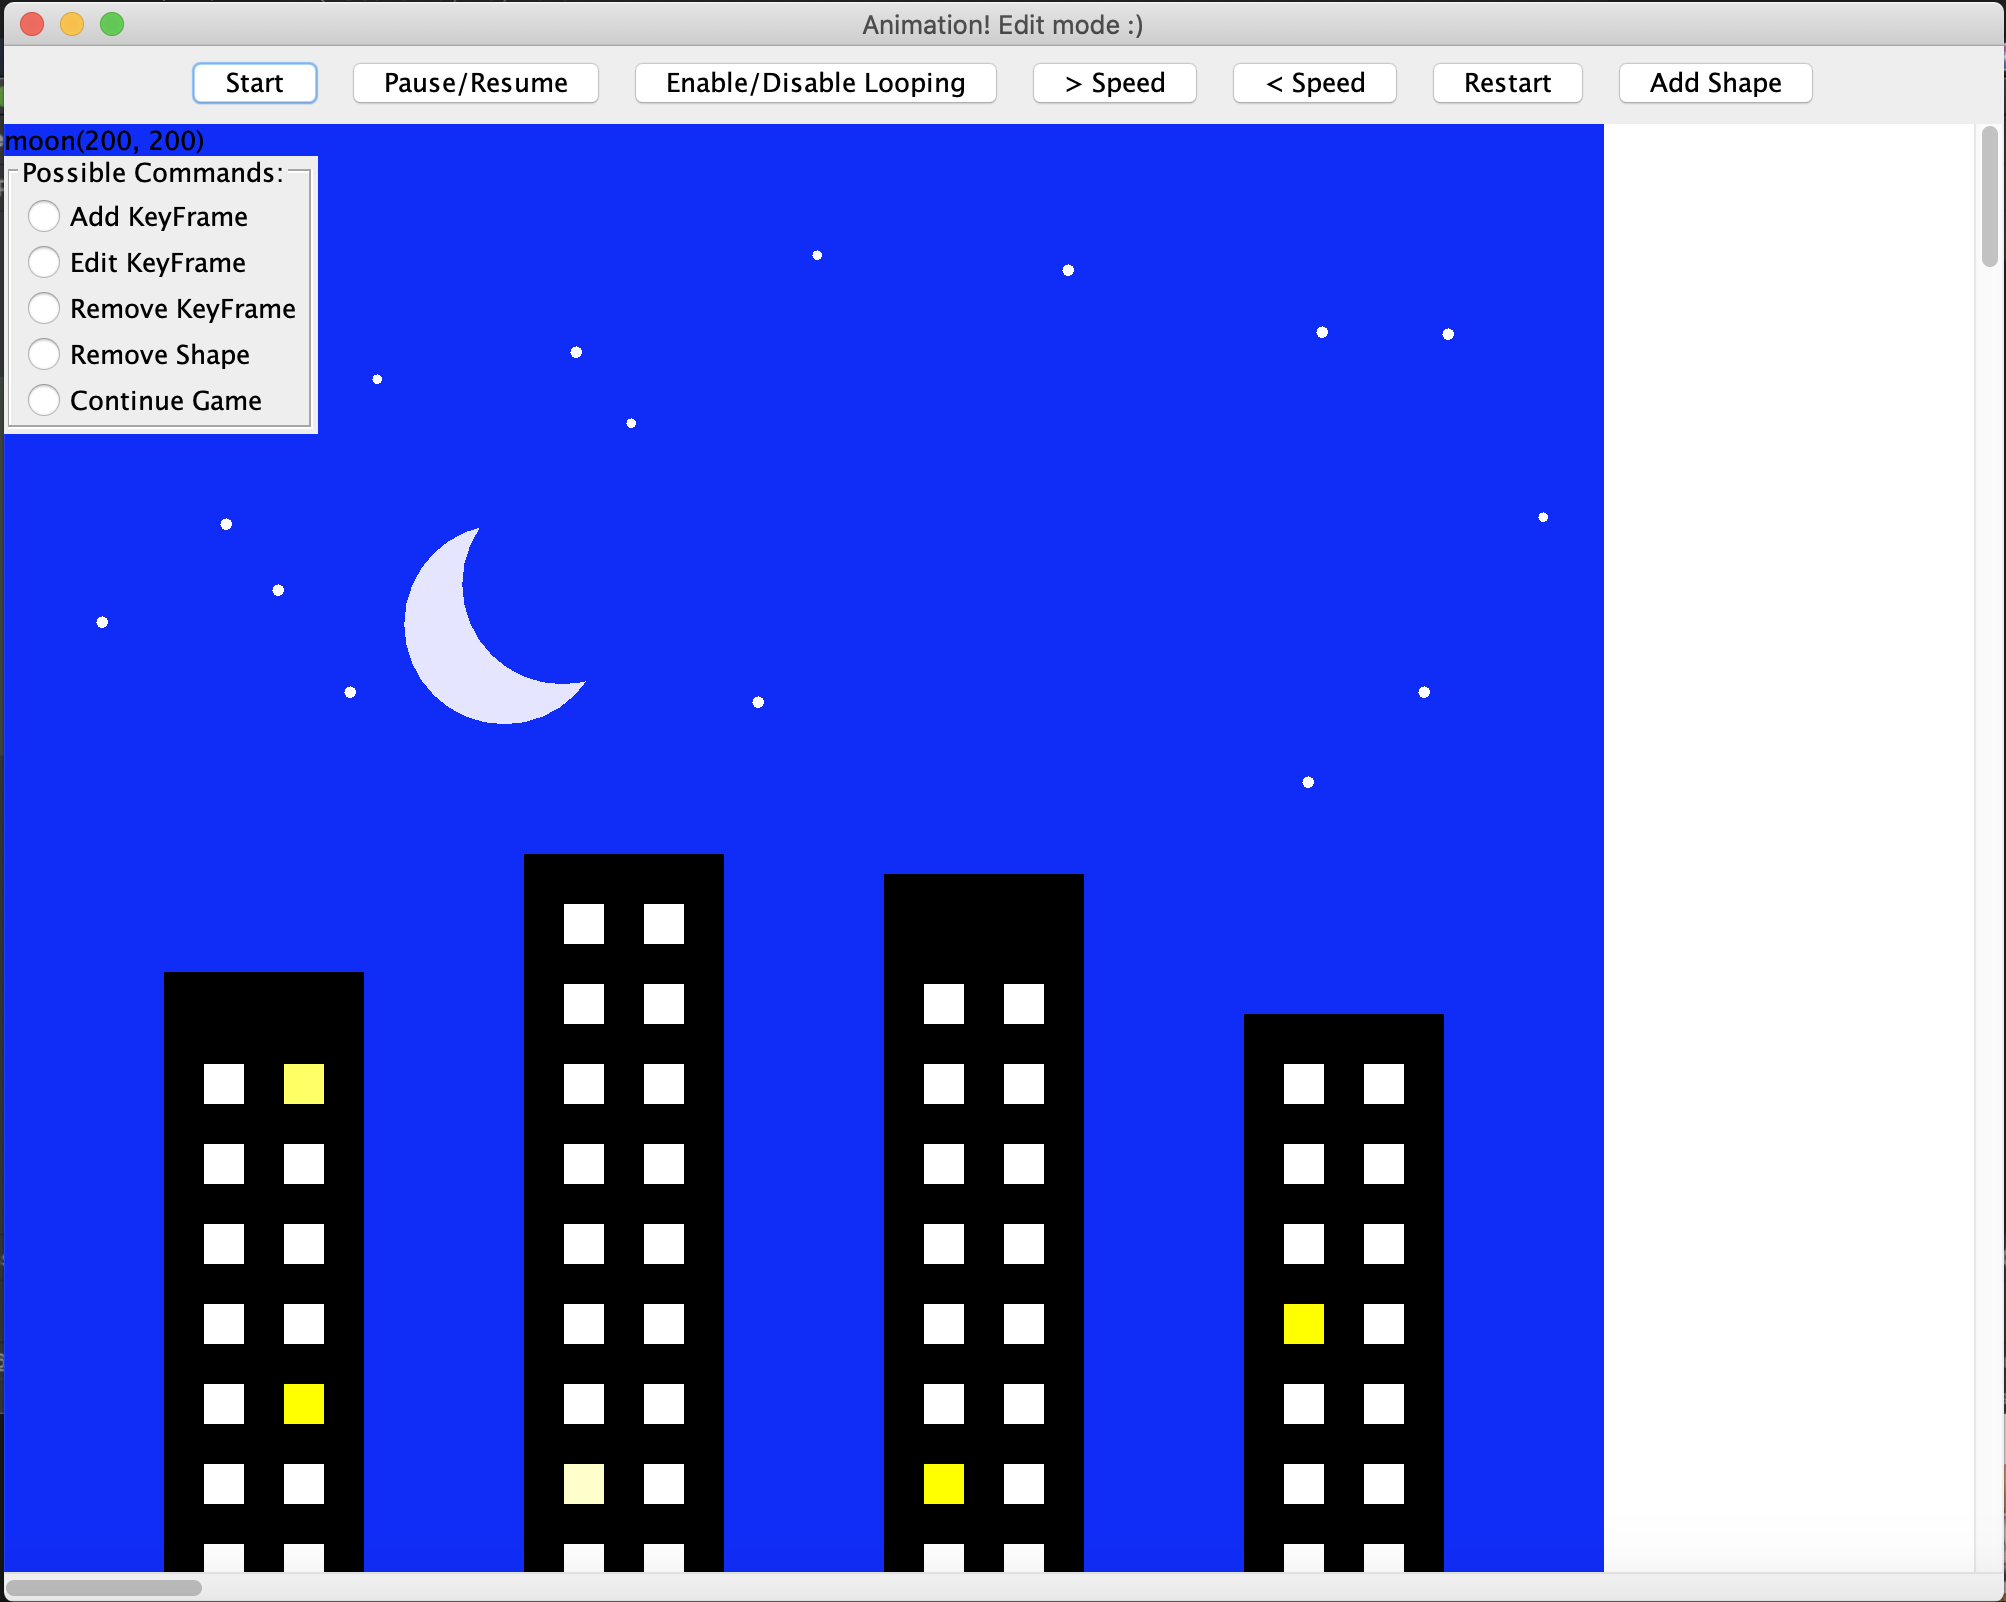 Animation! Edit mode :)
Start Pause/Resume Enable/Disable Looping > Speed < Speed Restart Add Shape
moon(200, 200)
Possible Commands:
Add KeyFrame
Edit KeyFrame
Remove KeyFrame
Remove Shape
Continue Game